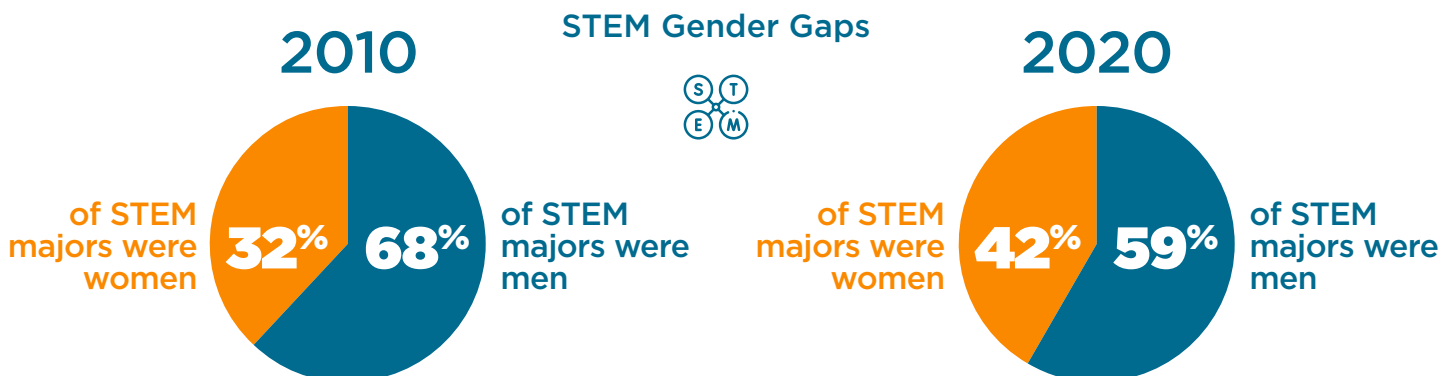 STEM Gender Gaps
2010
S T
E M
of STEM
majors were
women
32%
68%
of STEM
majors were
men
2020
of STEM
majors were
women
42%
59%
of STEM
majors were
men